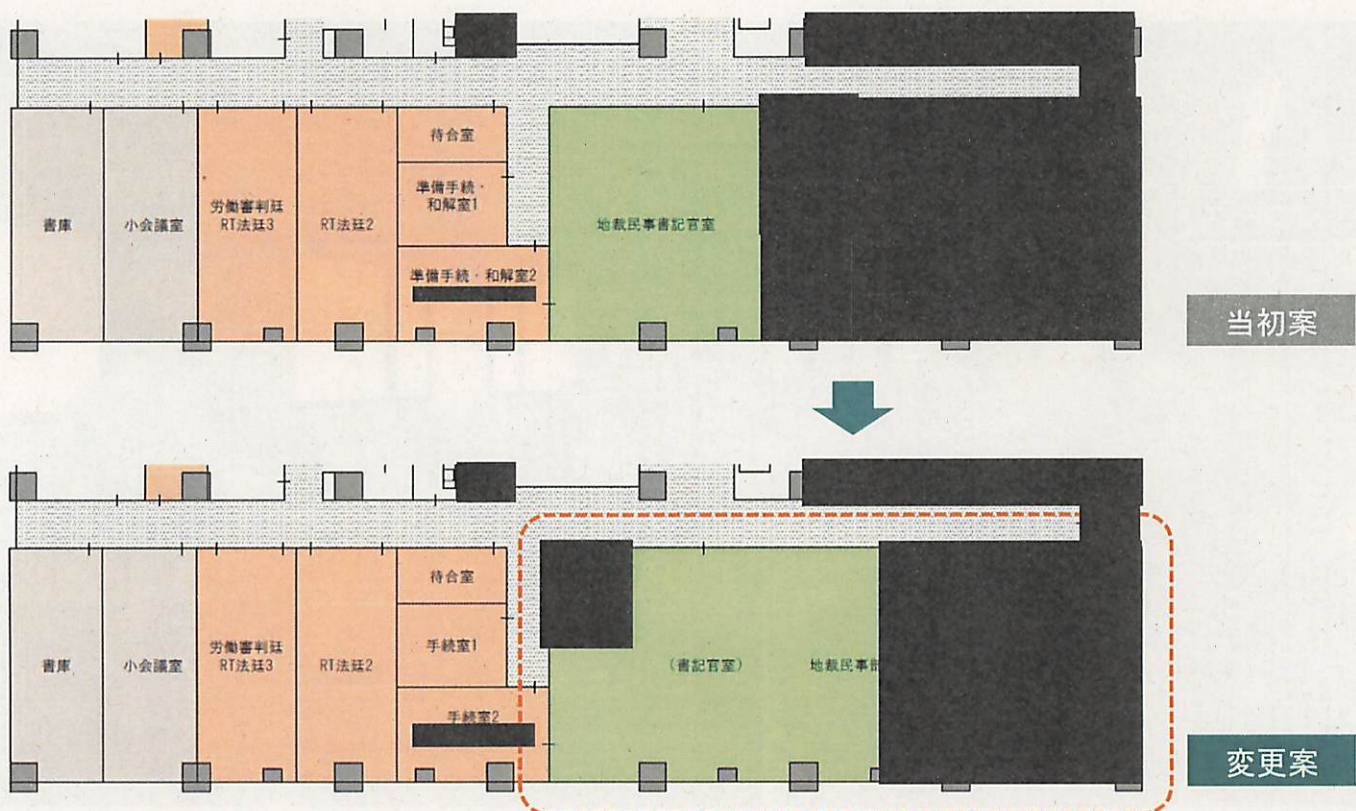 待合室
準備手続・
和解室1
労働審判廷
RT法廷3
RT法廷2
書庫
小会議室
地裁民事書記官室
準備手続・和解室2
当初案
待合室
手続室1
労働審判廷
RT法廷3
RT法廷2
書庫
小会議室
(書記官室)
地裁民事
手続室2
変更案